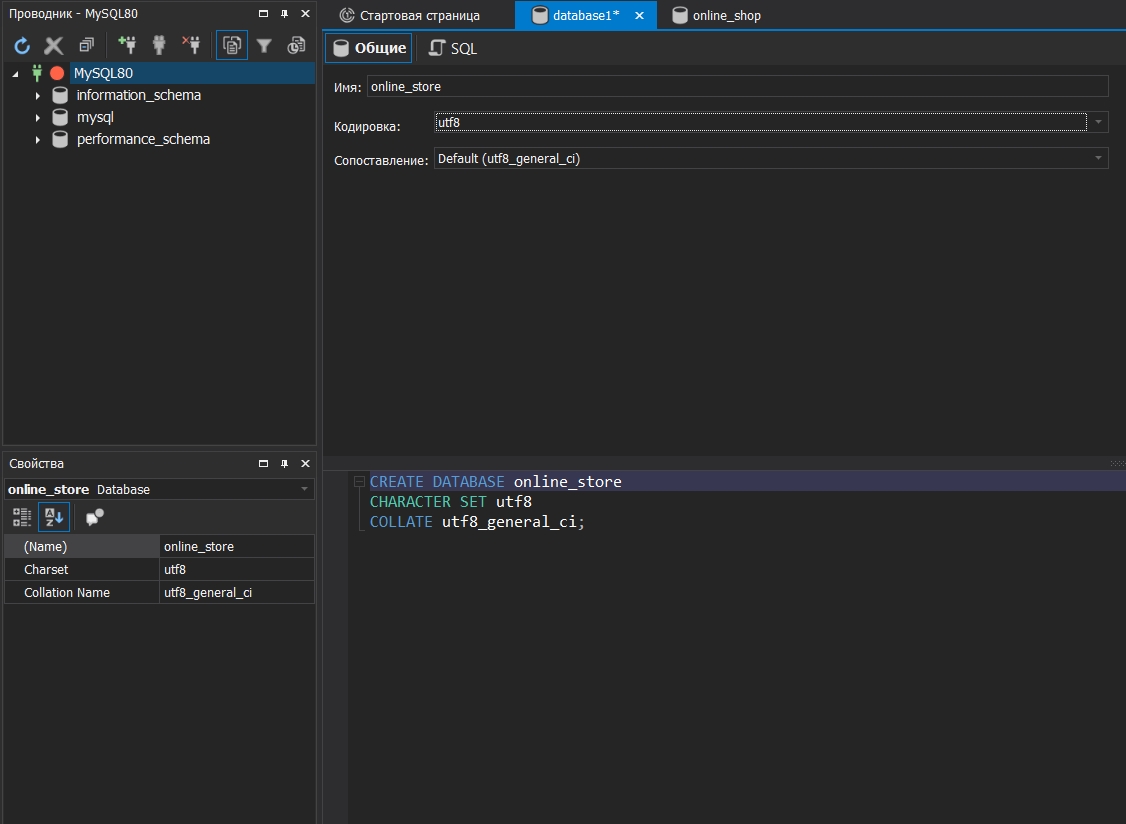 Проводник - MySQL80
MySQL80
information_schema
mysql
performance_schema
Свойства
online_store Database
(Name) online_store
Charset utf8
Collation Name utf8_general_ci
Стартовая страница
database1*
online_shop
Общие
SQL
Имя: online_store
Кодировка: utf8
Сопоставление: Default (utf8_general_ci)
CREATE DATABASE online_store
CHARACTER SET utf8
COLLATE utf8_general_ci;